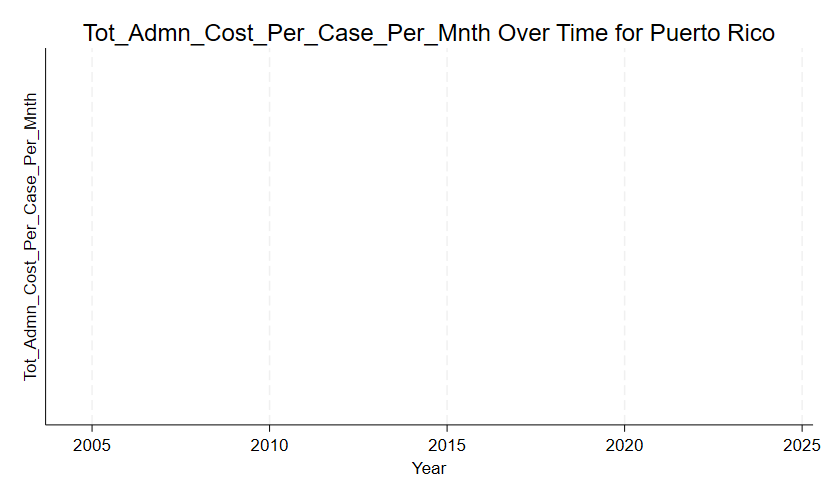 Tot_Admn_Cost_Per_Case_Per_Mnth Over Time for Puerto Rico
Tot_Admn_Cost_Per_Case_Per_Mnth
2005 2010 2015 2020 2025
Year